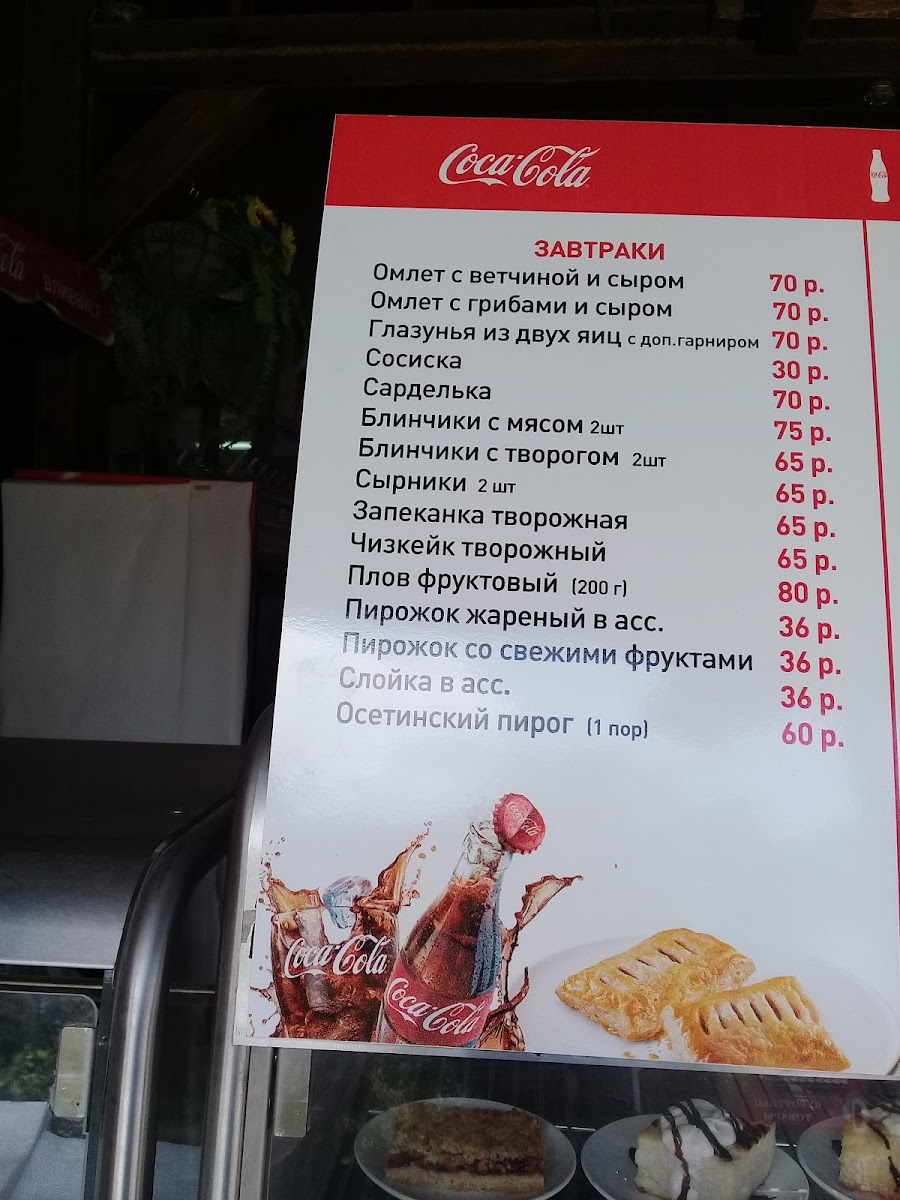 Coca-Cola
ЗАВТРАКИ
Омлет с ветчиной и сыром 70 р.
Омлет с грибами и сыром 70 р.
Глазунья из двух яиц с доп.гарниром 70 р.
Сосиска 30 р.
Сарделька 70 р.
Блинчики с мясом 2шт 75 р.
Блинчики с творогом 2шт 65 р.
Сырники 2 шт 65 р.
Запеканка творожная 65 р.
Чизкейк творожный 65 р.
Плов фруктовый (200 г) 80 р.
Пирожок жареный в асс. 36 р.
Пирожок со свежими фруктами 36 р.
Слойка в асс. 36 р.
Осетинский пирог (1 пор) 60 р.
Coca-Cola
Coca-Cola
Coca-Cola